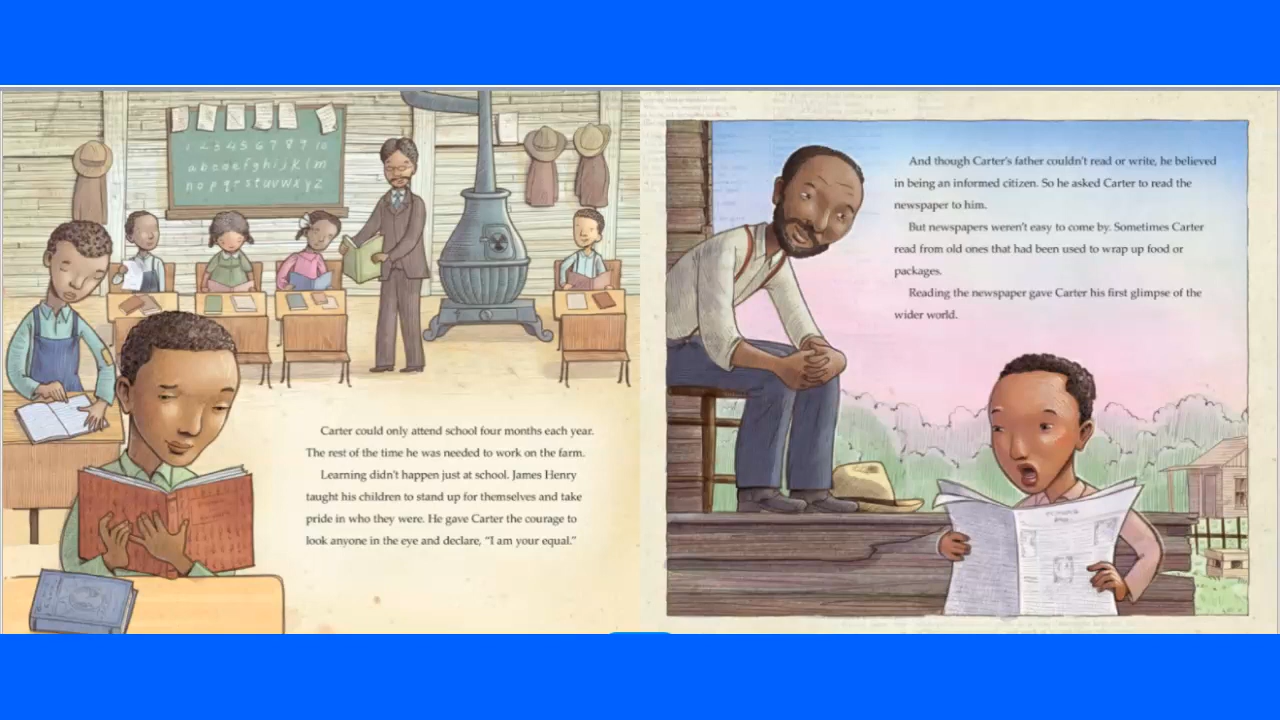 1 2 3 4 5 6 7 8 9 10
a b c d e f g h i j k l m
n o p q r s t u v w x y z
Carter could only attend school four months each year.
The rest of the time he was needed to work on the farm.
Learning didn't happen just at school. James Henry
taught his children to stand up for themselves and take
pride in who they were. He gave Carter the courage to
look anyone in the eye and declare, “I am your equal.”
And though Carter's father couldn't read or write, he believed
in being an informed citizen. So he asked Carter to read the
newspaper to him.
But newspapers weren't easy to come by. Sometimes Carter
read from old ones that had been used to wrap up food or
packages.
Reading the newspaper gave Carter his first glimpse of the
wider world.